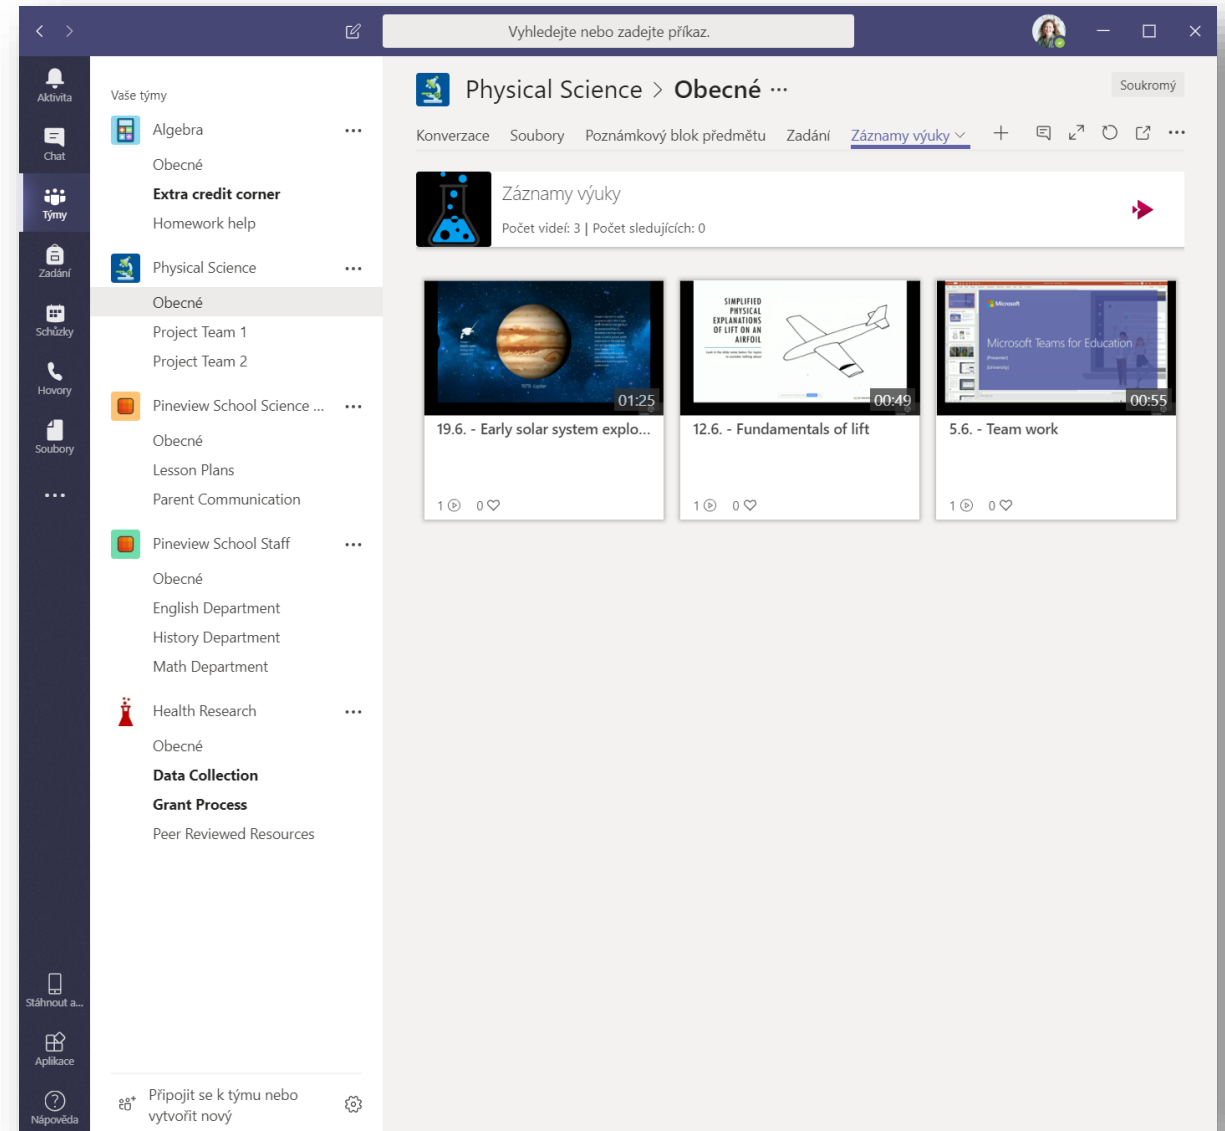 Vyhledejte nebo zadejte příkaz.
Aktivita
Chat
Týmy
Zadání
Schůzky
Hovory
Soubory
Stáhnout a...
Aplikace
Nápověda
Vaše týmy
Algebra
Obecné
Extra credit corner
Homework help
Physical Science
Obecné
Project Team 1
Project Team 2
Pineview School Science ...
Obecné
Lesson Plans
Parent Communication
Pineview School Staff
Obecné
English Department
History Department
Math Department
Health Research
Obecné
Data Collection
Grant Process
Peer Reviewed Resources
Připojit se k týmu nebo
vytvořit nový
Physical Science > Obecné ...
Soukromý
Konverzace Soubory Poznámkový blok předmětu Zadání Záznamy výuky
Záznamy výuky
Počet videí: 3 | Počet sledujících: 0
01:25
19.6. - Early solar system explo...
1 0
SIMPLIFIED
PHYSICAL
EXPLANATIONS
OF LIFT ON AN
AIRFOIL
00:49
12.6. - Fundamentals of lift
1 0
Microsoft
Microsoft Teams for Education
00:55
5.6. - Team work
1 0